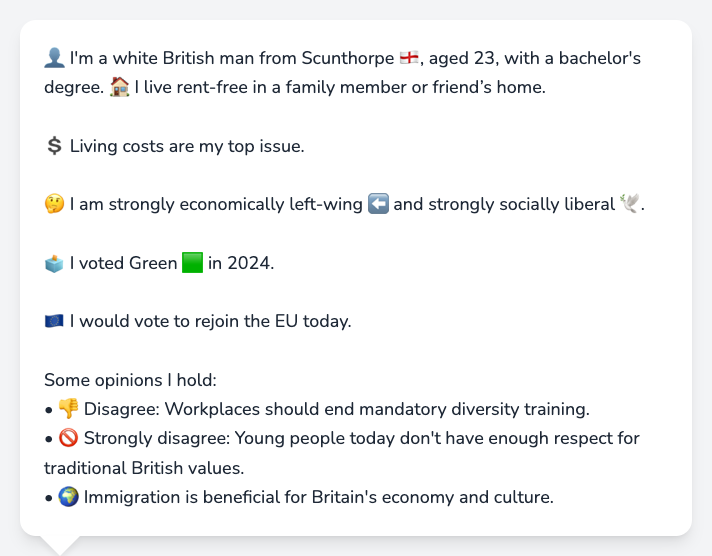 👤 I'm a white British man from Scunthorpe 🏴󠁧󠁢󠁥󠁮󠁧󠁿, aged 23, with a bachelor's
degree. 🏠 I live rent-free in a family member or friend’s home.
💲 Living costs are my top issue.
🤔 I am strongly economically left-wing ⬅️ and strongly socially liberal 🕊️.
🗳️ I voted Green 🟩 in 2024.
🇪🇺 I would vote to rejoin the EU today.
Some opinions I hold:
• 👎 Disagree: Workplaces should end mandatory diversity training.
• 🚫 Strongly disagree: Young people today don't have enough respect for
traditional British values.
• 🌍 Immigration is beneficial for Britain's economy and culture.